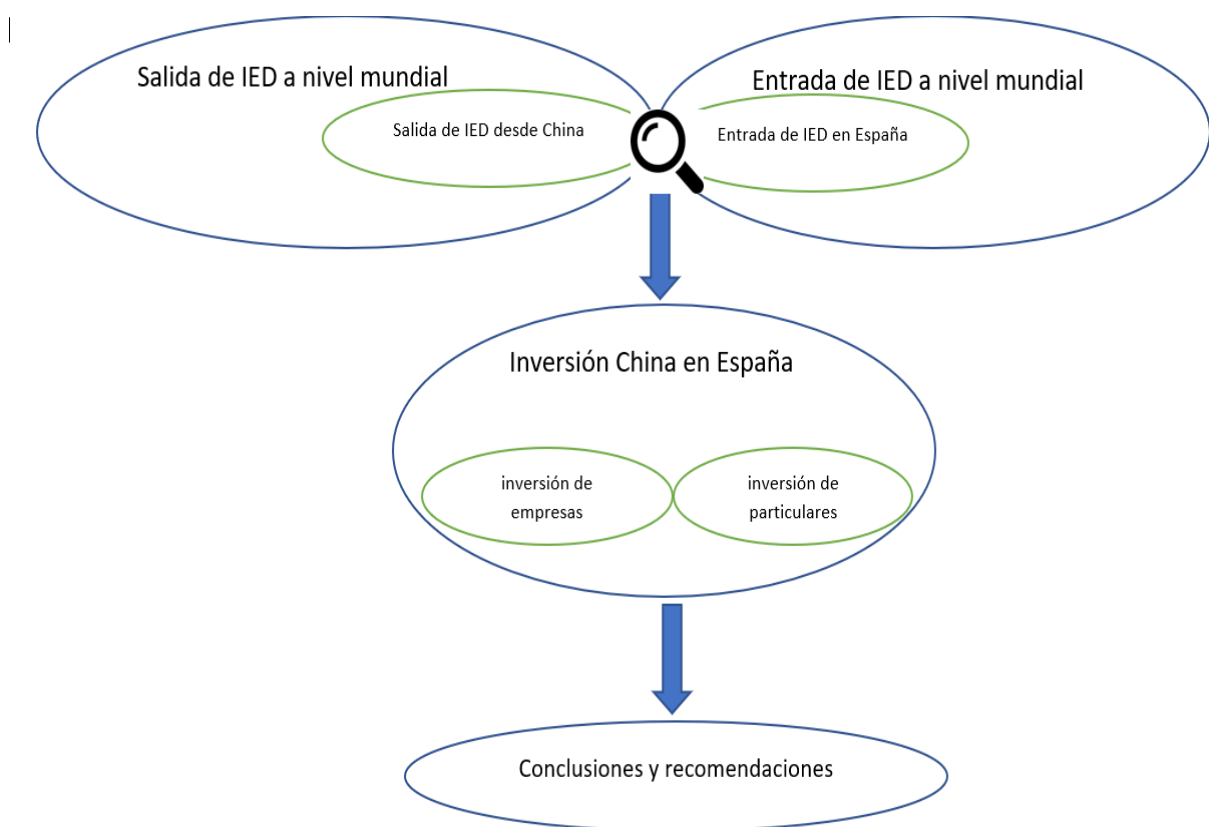 Salida de IED a nivel mundial
Entrada de IED a nivel mundial
Salida de IED desde China
Entrada de IED en España
Inversión China en España
inversión de
empresas
inversión de
particulares
Conclusiones y recomendaciones